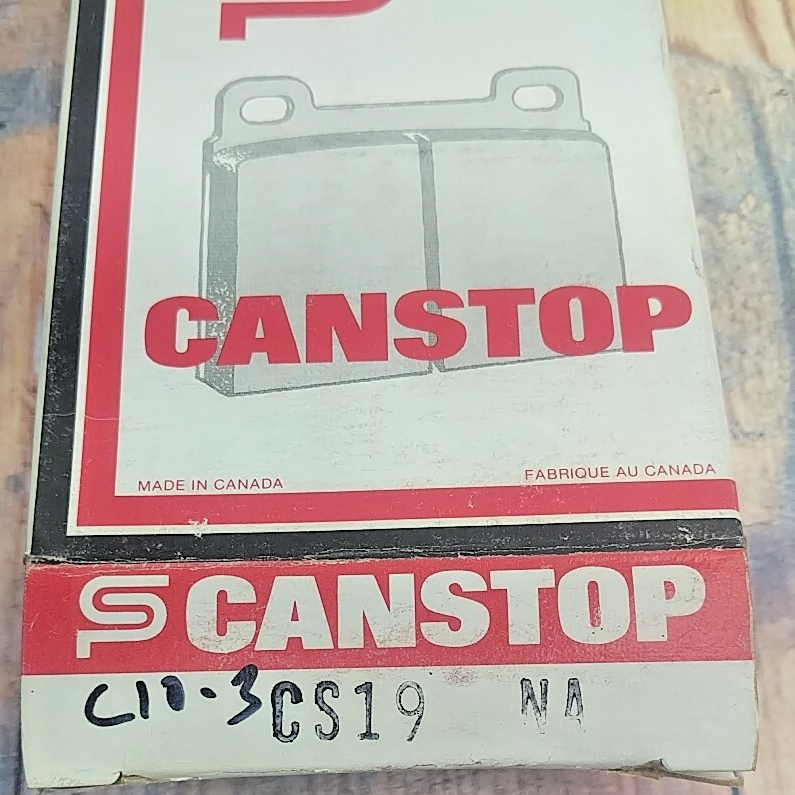 CANSTOP
MADE IN CANADA
FABRIQUE AU CANADA
CANSTOP
C10-3 CS19 NA